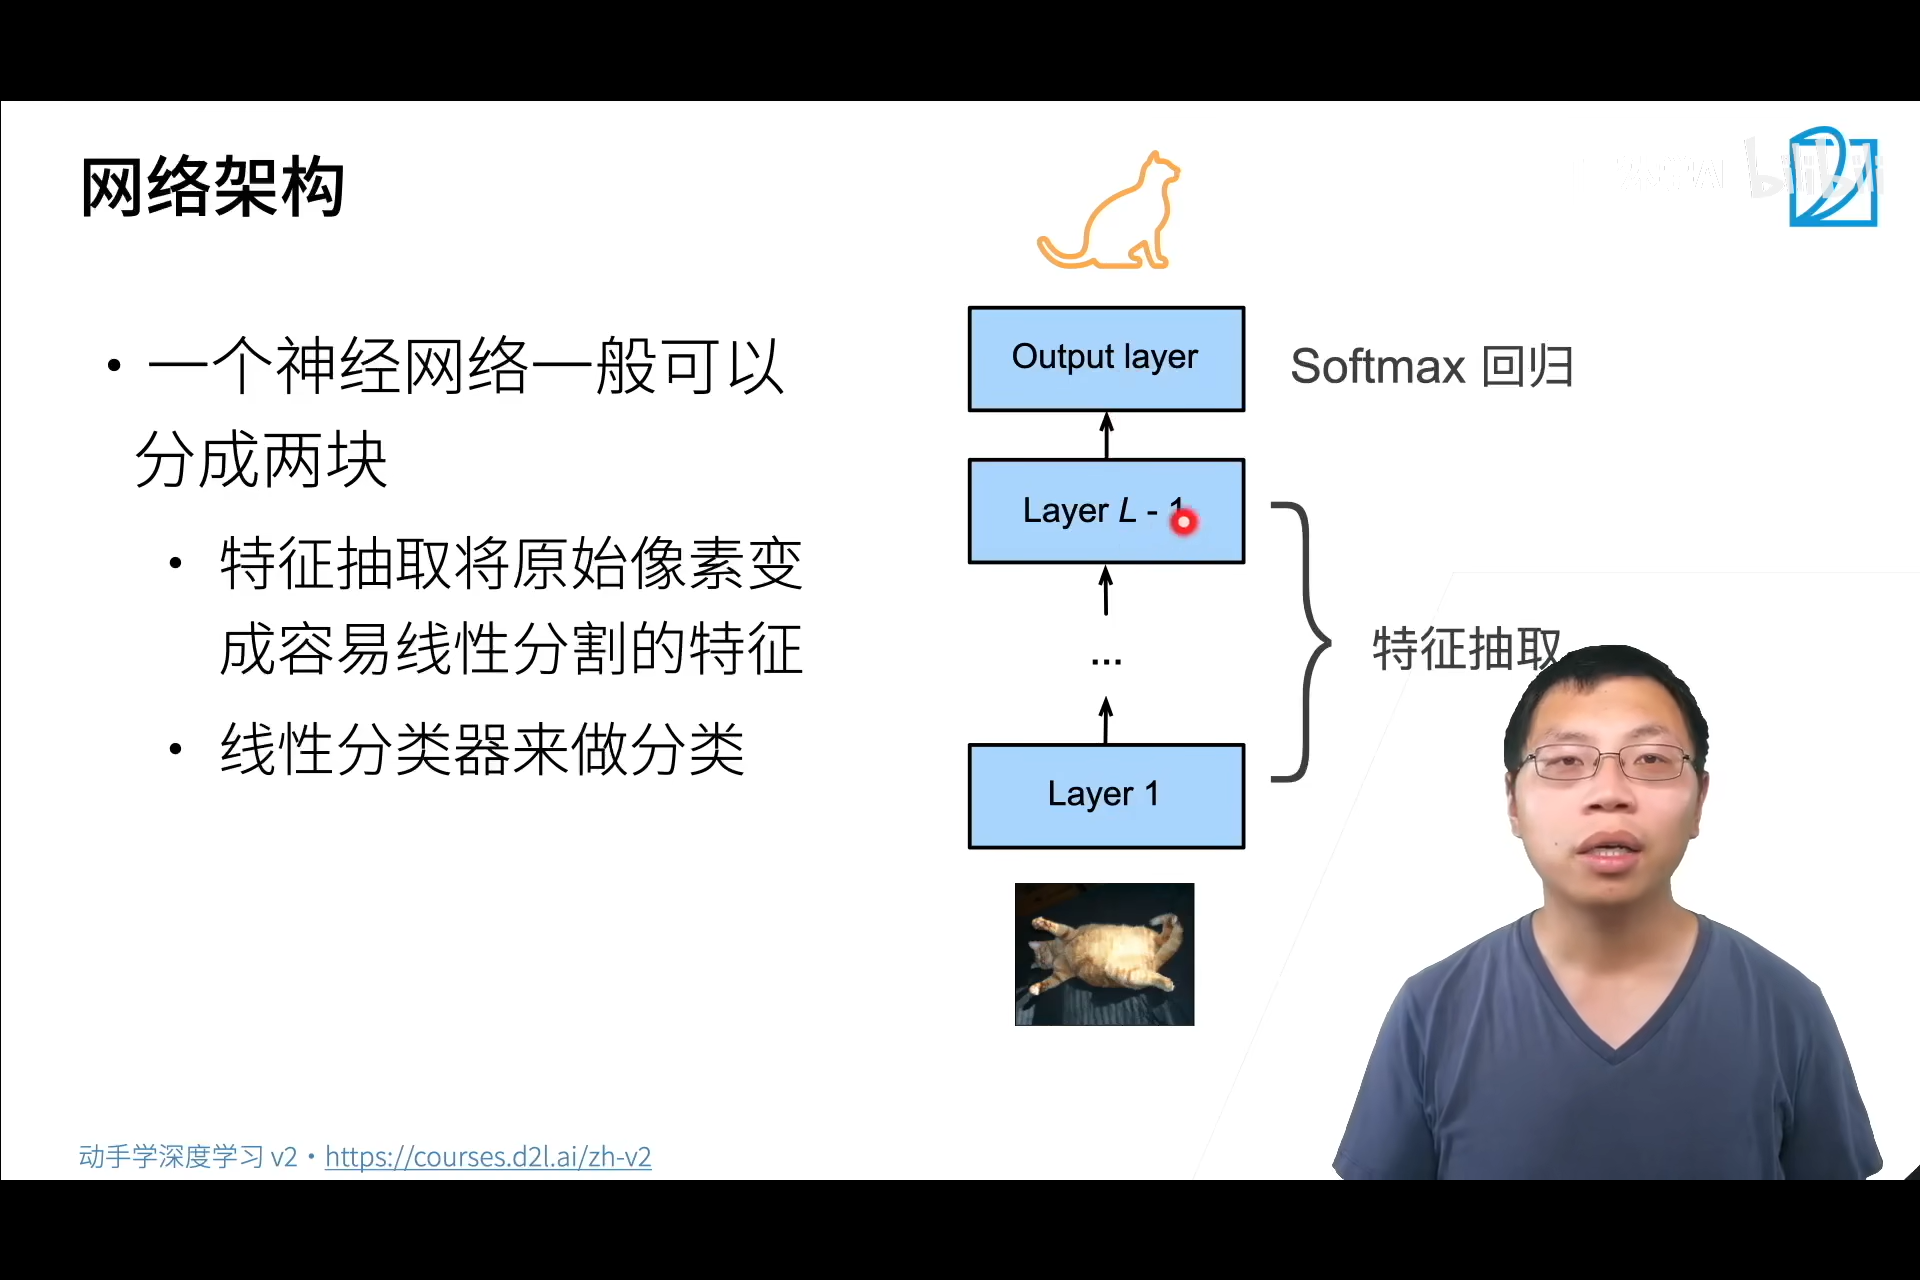 网络架构
• 一个神经网络一般可以
分成两块
• 特征抽取将原始像素变
成容易线性分割的特征
• 线性分类器来做分类
Output layer
Softmax 回归
Layer L - 1
...
特征抽取
Layer 1
动手学深度学习 v2 • https://courses.d2l.ai/zh-v2
bilibili